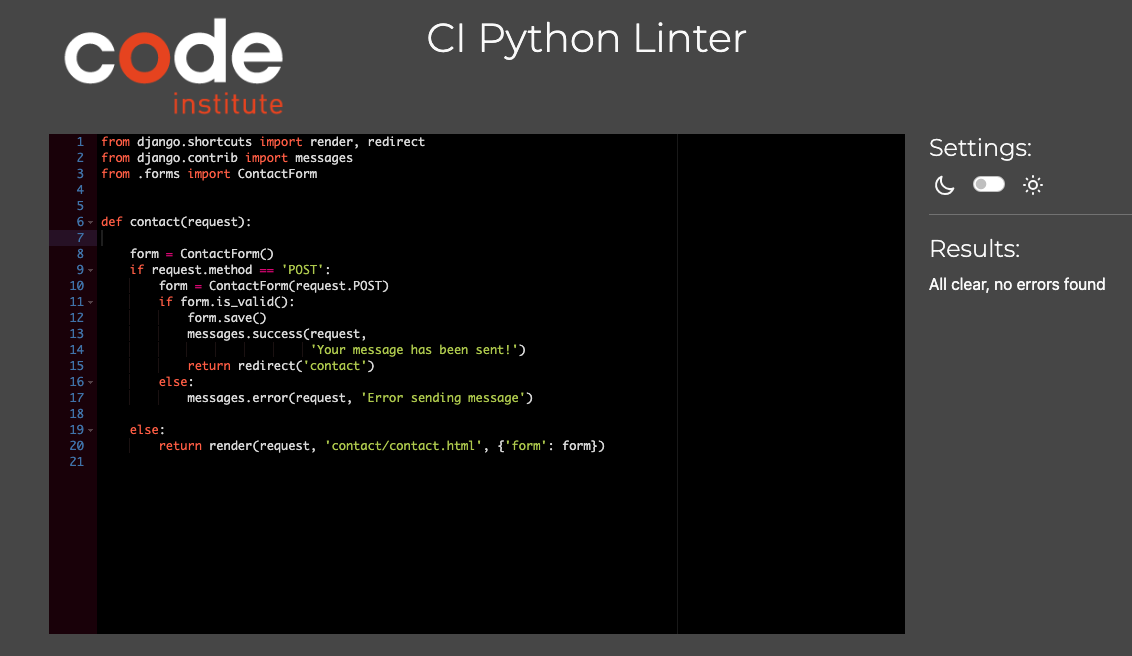 code
institute
CI Python Linter
1 from django.shortcuts import render, redirect
2 from django.contrib import messages
3 from .forms import ContactForm
4
5
6 def contact(request):
7
8     form = ContactForm()
9     if request.method == 'POST':
10         form = ContactForm(request.POST)
11         if form.is_valid():
12             form.save()
13             messages.success(request,
14                              'Your message has been sent!')
15             return redirect('contact')
16         else:
17             messages.error(request, 'Error sending message')
18
19     else:
20         return render(request, 'contact/contact.html', {'form': form})
21
Settings:
Results:
All clear, no errors found